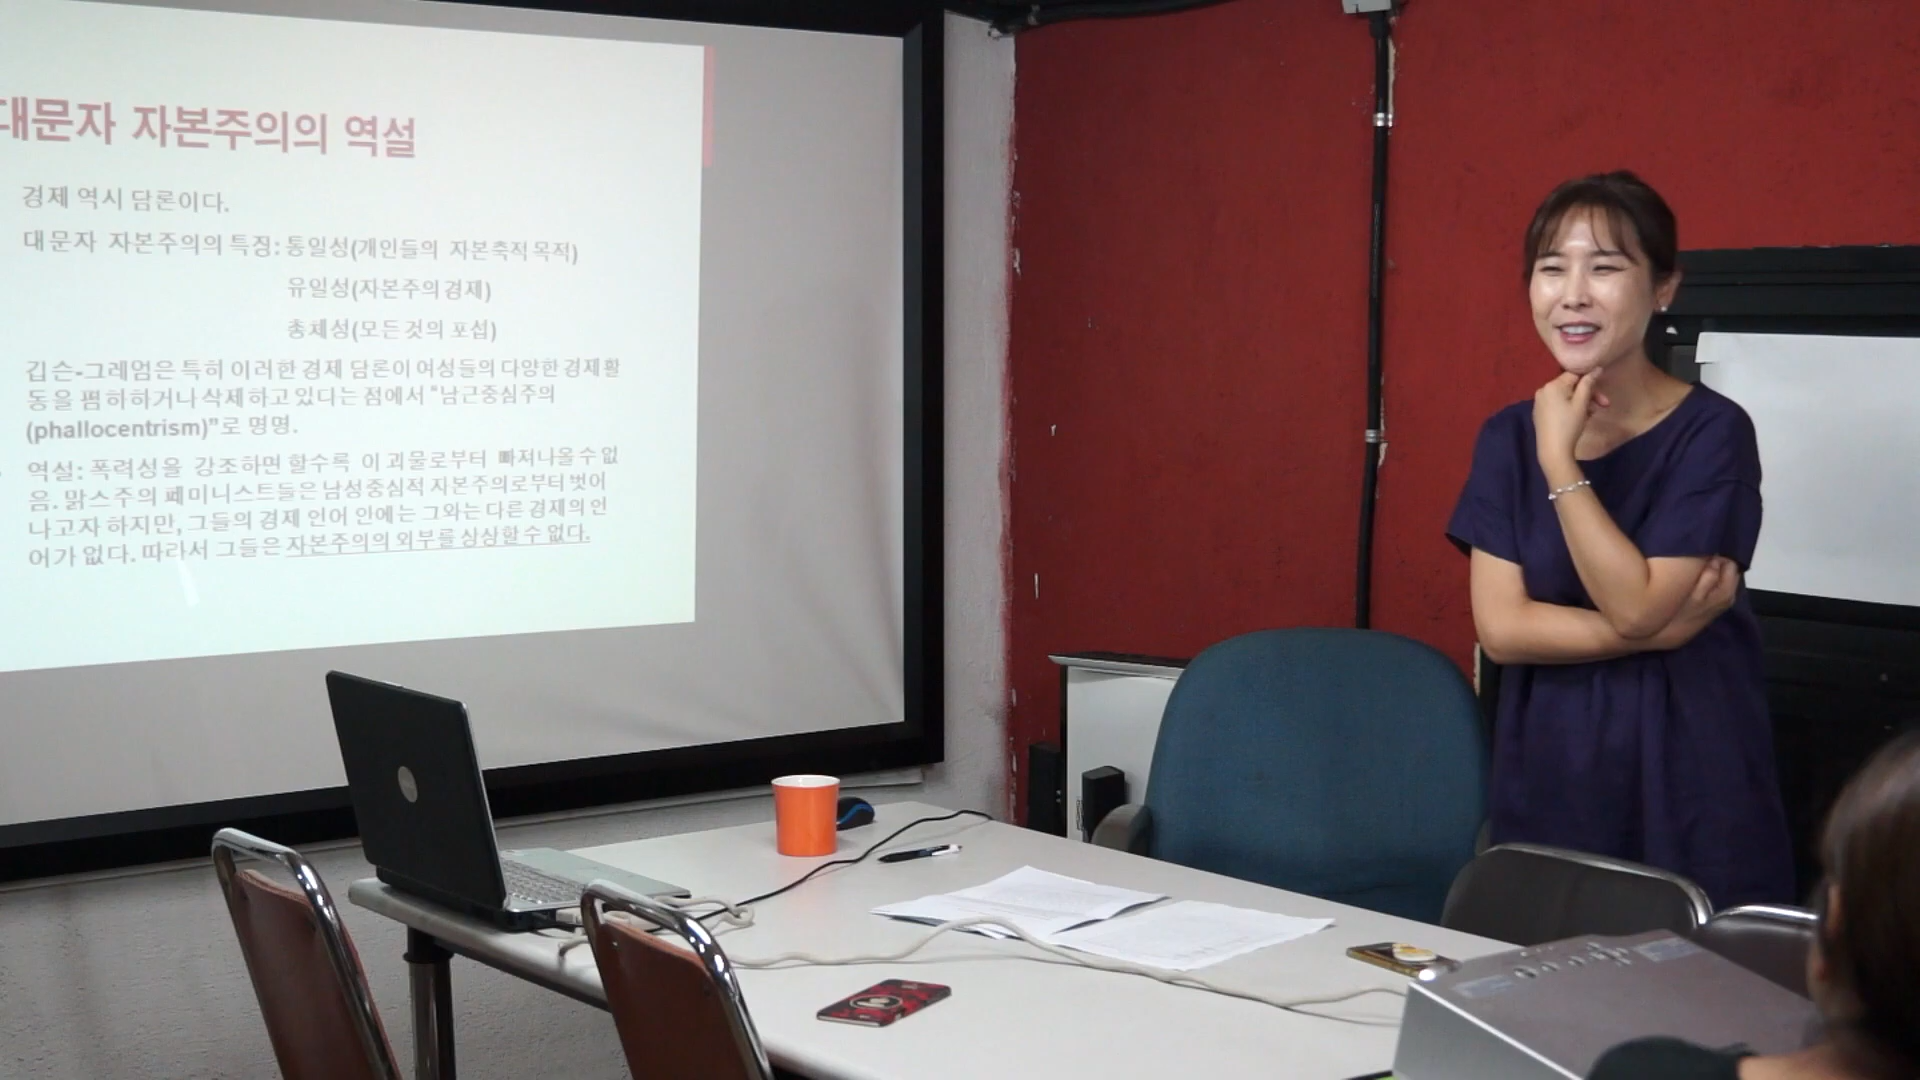 대문자 자본주의의 역설
경제 역시 담론이다.
대문자 자본주의의 특징: 통일성(개인들의 자본축적 목적)
유일성(자본주의 경제)
총체성(모든 것의 포섭)
깁슨-그레엄은 특히 이러한 경제 담론이 여성들의 다양한 경제활
동을 폄하하거나 삭제하고 있다는 점에서 “남근중심주의
(phallocentrism)”로 명명.
역설: 폭력성을 강조하면 할수록 이 괴물로부터 빠져나올 수 없
음. 맑스주의 페미니스트들은 남성중심적 자본주의로부터 벗어
나고자 하지만, 그들의 경제 언어 안에는 그와는 다른 경제의 언
어가 없다. 따라서 그들은 자본주의의 외부를 상상할 수 없다.